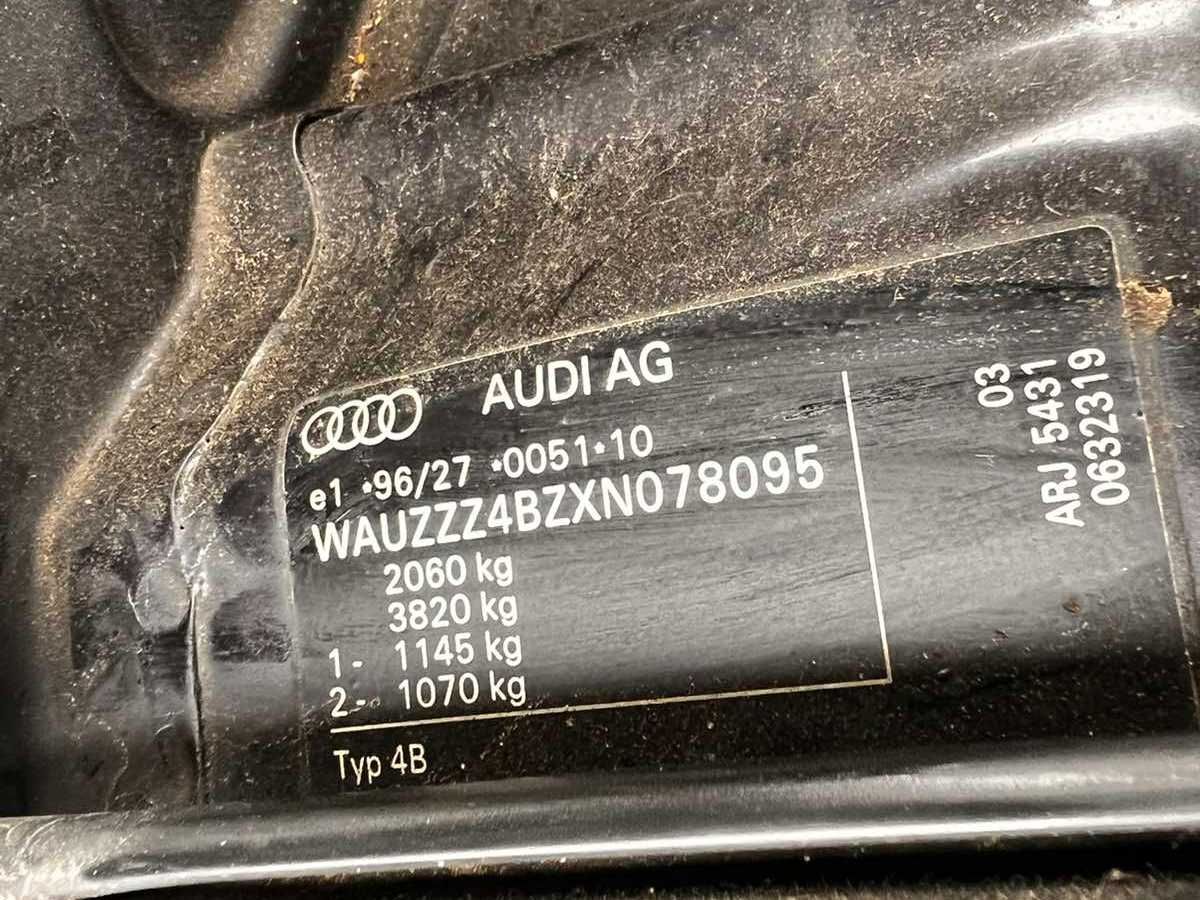 AUDI AG
e1 *96/27 *0051*10
WAUZZZ4BZXN078095
2060 kg
3820 kg
1- 1145 kg
2- 1070 kg
Typ 4B
03
ARJ 5431
0632319